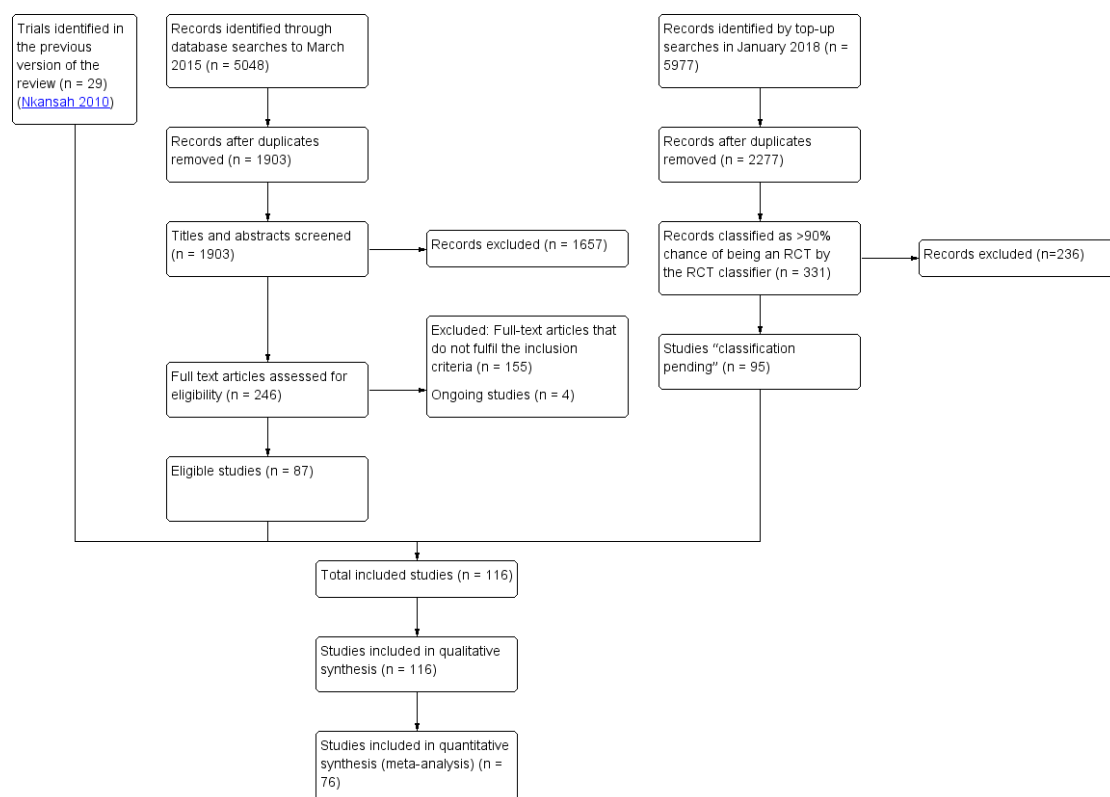 Trials identified in
the previous
version of the
review (n = 29)
(Nkansah 2010)
Records identified through
database searches to March
2015 (n = 5048)
Records identified by top-up
searches in January 2018 (n =
5977)
Records after duplicates
removed (n = 1903)
Records after duplicates
removed (n = 2277)
Titles and abstracts screened
(n = 1903)
Records excluded (n = 1657)
Records classified as >90%
chance of being an RCT by
the RCT classifier (n = 331)
Records excluded (n=236)
Full text articles assessed for
eligibility (n = 246)
Excluded: Full-text articles that
do not fulfil the inclusion
criteria (n = 155)
Ongoing studies (n = 4)
Studies "classification
pending" (n = 95)
Eligible studies (n = 87)
Total included studies (n = 116)
Studies included in qualitative
synthesis (n = 116)
Studies included in quantitative
synthesis (meta-analysis) (n =
76)